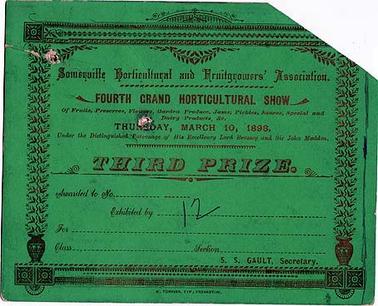 Somerville Horticultural and Fruitgrowers' Association.
FOURTH GRAND HORTICULTURAL SHOW
Of Fruits, Preserves, Flowers, Garden Produce, Jams, Pickles, Sauces, Special and
Dairy Products, &c.
THURSDAY, MARCH 10, 1898,
Under the Distinguished Patronage of His Excellency Lord Brassey and Sir John Madden.
THIRD PRIZE.
Awarded to No.
Exhibited by 12
For
Class Section
S. S. GAULT, Secretary.